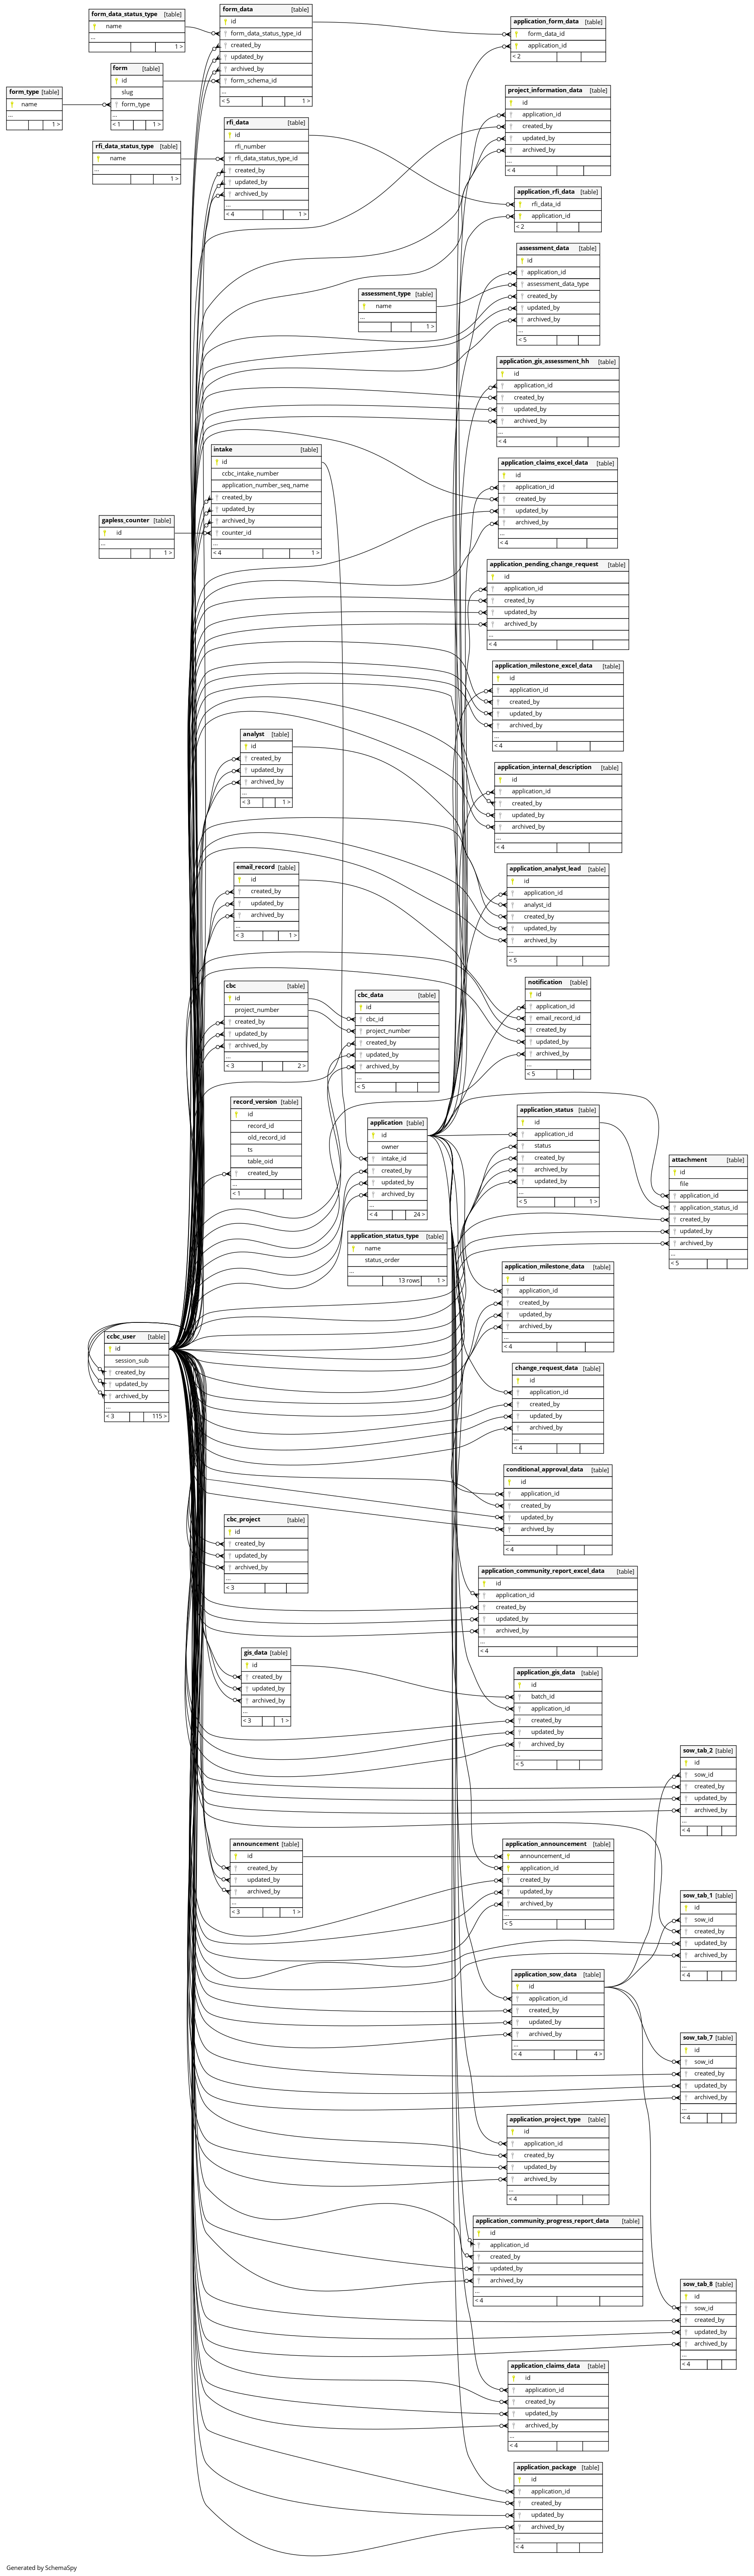 form_data_status_type [table]
name
...
1 >
form_data [table]
id
form_data_status_type_id
created_by
updated_by
archived_by
form_schema_id
...
< 5 1 >
application_form_data [table]
form_data_id
application_id
< 2
form [table]
id
slug
form_type
...
< 1 1 >
form_type [table]
name
...
1 >
project_information_data [table]
id
application_id
created_by
updated_by
archived_by
...
< 4
rfi_data [table]
id
rfi_number
rfi_data_status_type_id
created_by
updated_by
archived_by
...
< 4 1 >
rfi_data_status_type [table]
name
...
1 >
application_rfi_data [table]
rfi_data_id
application_id
< 2
assessment_data [table]
id
application_id
assessment_data_type
created_by
updated_by
archived_by
...
< 5
assessment_type [table]
name
...
1 >
application_gis_assessment_hh [table]
id
application_id
created_by
updated_by
archived_by
...
< 4
intake [table]
id
ccbc_intake_number
application_number_seq_name
created_by
updated_by
archived_by
counter_id
...
< 4 1 >
application_claims_excel_data [table]
id
application_id
created_by
updated_by
archived_by
...
< 4
gapless_counter [table]
id
...
1 >
application_pending_change_request [table]
id
application_id
created_by
updated_by
archived_by
...
< 4
application_milestone_excel_data [table]
id
application_id
created_by
updated_by
archived_by
...
< 4
analyst [table]
id
created_by
updated_by
archived_by
...
< 3 1 >
application_internal_description [table]
id
application_id
created_by
updated_by
archived_by
...
< 4
email_record [table]
id
created_by
updated_by
archived_by
...
< 3 1 >
application_analyst_lead [table]
id
application_id
analyst_id
created_by
updated_by
archived_by
...
< 5
cbc [table]
id
project_number
created_by
updated_by
archived_by
...
< 3 2 >
cbc_data [table]
id
cbc_id
project_number
created_by
updated_by
archived_by
...
< 5
notification [table]
id
application_id
email_record_id
created_by
updated_by
archived_by
...
< 5
record_version [table]
id
record_id
old_record_id
ts
table_oid
created_by
...
< 1
application [table]
id
owner
intake_id
created_by
updated_by
archived_by
...
< 4 24 >
application_status [table]
id
application_id
status
created_by
archived_by
updated_by
...
< 5 1 >
attachment [table]
id
file
application_id
application_status_id
created_by
updated_by
archived_by
...
< 5
application_status_type [table]
name
status_order
...
13 rows 1 >
application_milestone_data [table]
id
application_id
created_by
updated_by
archived_by
...
< 4
ccbc_user [table]
id
session_sub
created_by
updated_by
archived_by
...
< 3 115 >
change_request_data [table]
id
application_id
created_by
updated_by
archived_by
...
< 4
conditional_approval_data [table]
id
application_id
created_by
updated_by
archived_by
...
< 4
cbc_project [table]
id
created_by
updated_by
archived_by
...
< 3
application_community_report_excel_data [table]
id
application_id
created_by
updated_by
archived_by
...
< 4
gis_data [table]
id
created_by
updated_by
archived_by
...
< 3 1 >
application_gis_data [table]
id
batch_id
application_id
created_by
updated_by
archived_by
...
< 5
sow_tab_2 [table]
id
sow_id
created_by
updated_by
archived_by
...
< 4
announcement [table]
id
created_by
updated_by
archived_by
...
< 3 1 >
application_announcement [table]
announcement_id
application_id
created_by
updated_by
archived_by
...
< 5
sow_tab_1 [table]
id
sow_id
created_by
updated_by
archived_by
...
< 4
application_sow_data [table]
id
application_id
created_by
updated_by
archived_by
...
< 4 4 >
sow_tab_7 [table]
id
sow_id
created_by
updated_by
archived_by
...
< 4
application_project_type [table]
id
application_id
created_by
updated_by
archived_by
...
< 4
application_community_progress_report_data [table]
id
application_id
created_by
updated_by
archived_by
...
< 4
sow_tab_8 [table]
id
sow_id
created_by
updated_by
archived_by
...
< 4
application_claims_data [table]
id
application_id
created_by
updated_by
archived_by
...
< 4
application_package [table]
id
application_id
created_by
updated_by
archived_by
...
< 4
Generated by SchemaSpy